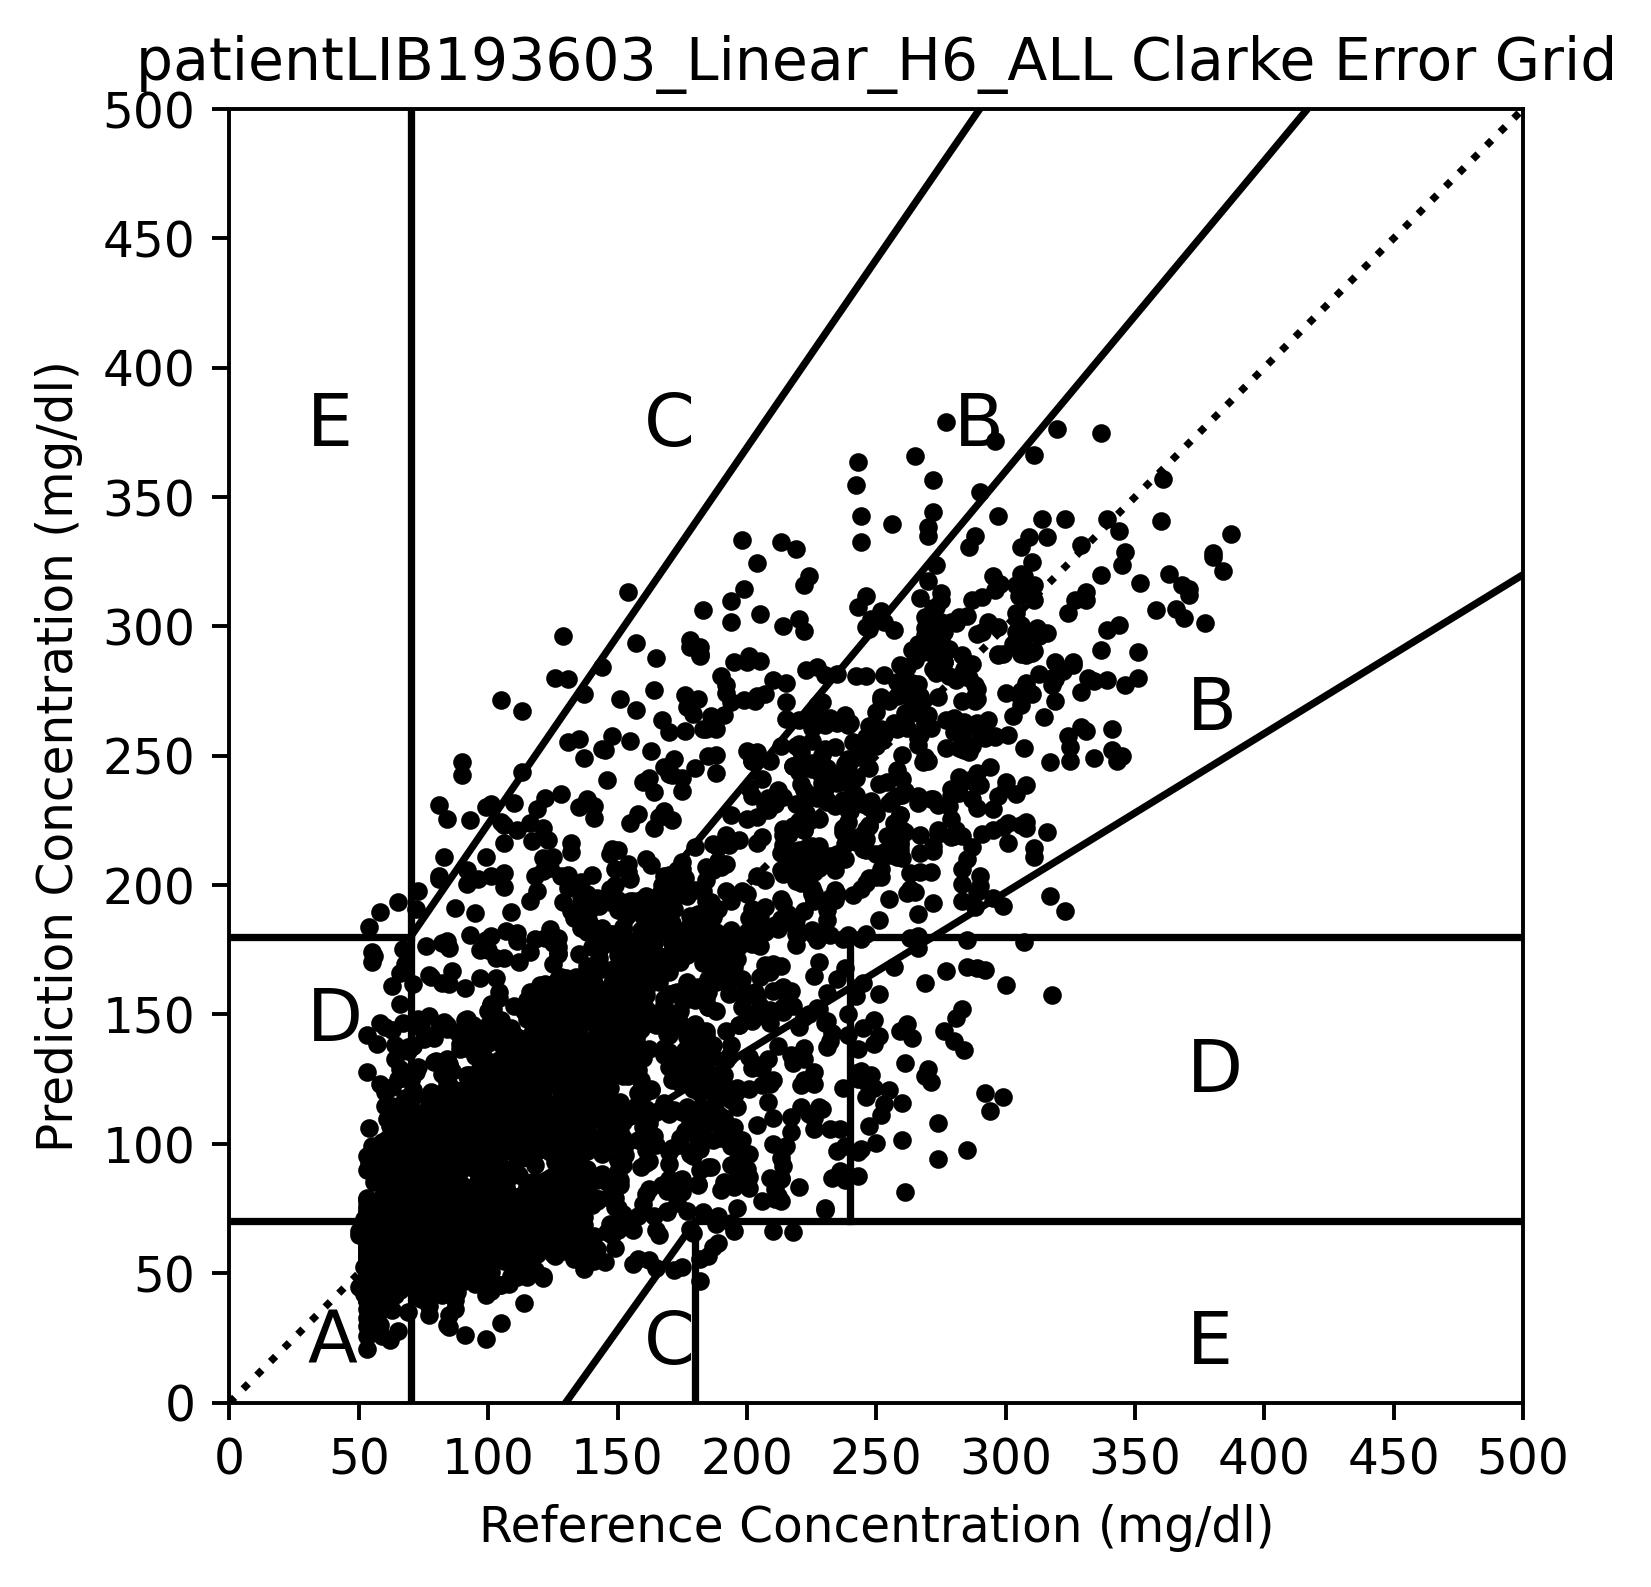 patientLIB193603_Linear_H6_ALL Clarke Error Grid
500
450
400
350
300
250
200
150
100
50
0
Prediction Concentration (mg/dl)
E
C
B
B
D
D
A
C
E
0 50 100 150 200 250 300 350 400 450 500
Reference Concentration (mg/dl)